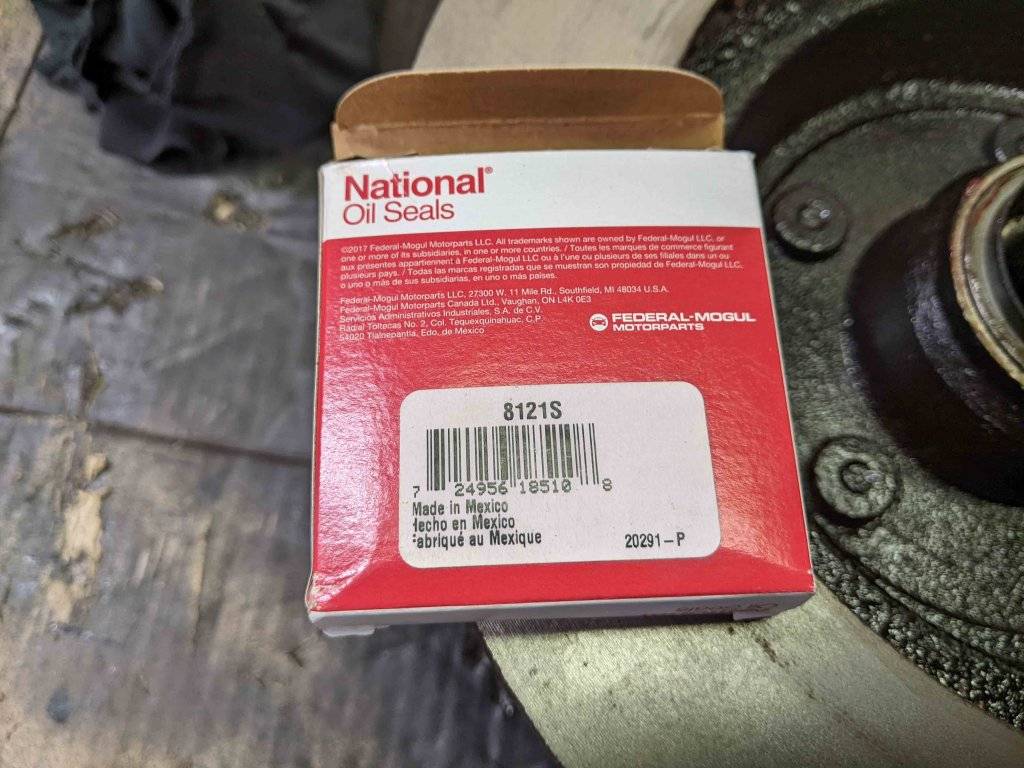 National®
Oil Seals
©2017 Federal-Mogul Motorparts LLC. All trademarks shown are owned by Federal-Mogul LLC, or
one or more of its subsidiaries, in one or more countries. / Toutes les marques de commerce figurant
aux présentes appartiennent à Federal-Mogul LLC ou à l'une ou plusieurs de ses filiales dans un ou
plusieurs pays. / Todas las marcas registradas que se muestran son propiedad de Federal-Mogul LLC,
o uno o más de sus subsidiarias, en uno o más países.
Federal-Mogul Motorparts LLC, 27300 W. 11 Mile Rd., Southfield, MI 48034 U.S.A.
Federal-Mogul Motorparts Canada Ltd., Vaughan, ON L4K 0E3
Servicios Administrativos Industriales, S.A. de C.V.
Radial Toltecas No. 2, Col. Tequexquinahuac, C.P.
54020 Tlalnepantla, Edo. de México
FEDERAL-MOGUL
MOTORPARTS
8121S
7 24956 18510 8
Made in Mexico
Hecho en Mexico
Fabriqué au Mexique
20291-P